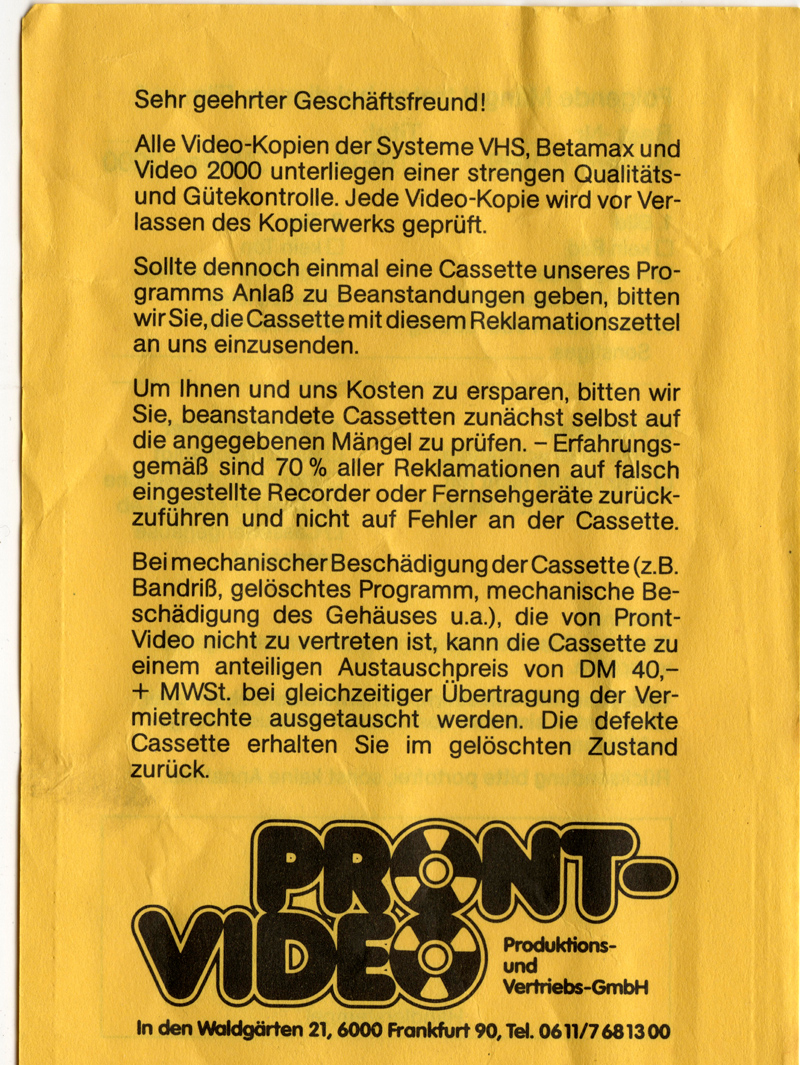 Sehr geehrter Geschäftsfreund!
Alle Video-Kopien der Systeme VHS, Betamax und
Video 2000 unterliegen einer strengen Qualitäts-
und Gütekontrolle. Jede Video-Kopie wird vor Ver-
lassen des Kopierwerks geprüft.
Sollte dennoch einmal eine Cassette unseres Pro-
gramms Anlaß zu Beanstandungen geben, bitten
wir Sie, die Cassette mit diesem Reklamationszettel
an uns einzusenden.
Um Ihnen und uns Kosten zu ersparen, bitten wir
Sie, beanstandete Cassetten zunächst selbst auf
die angegebenen Mängel zu prüfen. – Erfahrungs-
gemäß sind 70 % aller Reklamationen auf falsch
eingestellte Recorder oder Fernsehgeräte zurück-
zuführen und nicht auf Fehler an der Cassette.
Bei mechanischer Beschädigung der Cassette (z.B.
Bandriß, gelöschtes Programm, mechanische Be-
schädigung des Gehäuses u.a.), die von Pront-
Video nicht zu vertreten ist, kann die Cassette zu
einem anteiligen Austauschpreis von DM 40,–
+ MWSt. bei gleichzeitiger Übertragung der Ver-
mietrechte ausgetauscht werden. Die defekte
Cassette erhalten Sie im gelöschten Zustand
zurück.
PRONT-
VIDEO
Produktions-
und
Vertriebs-GmbH
In den Waldgärten 21, 6000 Frankfurt 90, Tel. 06 11/7 68 13 00